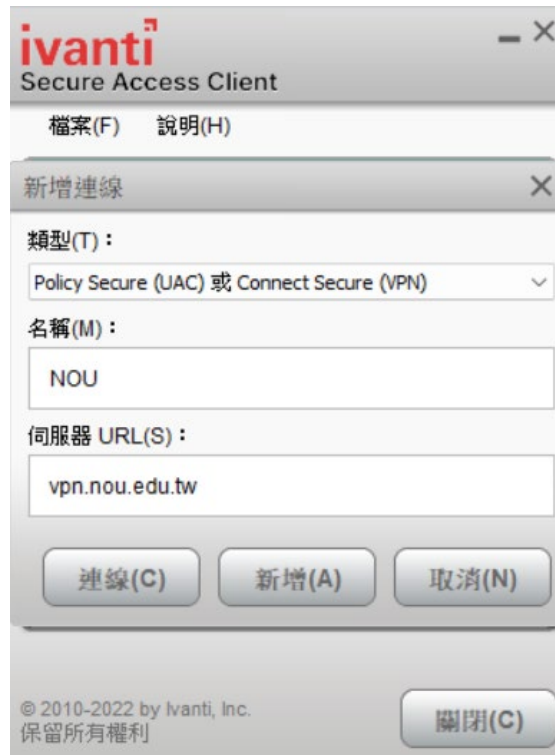 ivanti
Secure Access Client
檔案(F) 說明(H)
新增連線
類型(T)：
Policy Secure (UAC) 或 Connect Secure (VPN)
名稱(M)：
NOU
伺服器 URL(S)：
vpn.nou.edu.tw
連線(C) 新增(A) 取消(N)
© 2010-2022 by Ivanti, Inc.
保留所有權利
關閉(C)